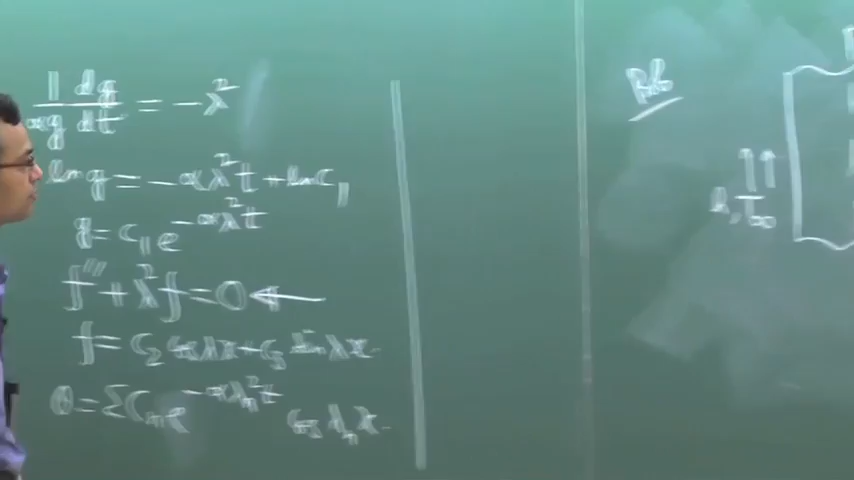 1/αg dg/dt = -λ²
ln g = -αλ²t + ln C₁
g = C₁ e^-αλ²t
f'' + λ²f = 0 ←
f = C₂ cos λx + C₃ sin λx
θ = Σ Cₙ e^-αλₙ²t cos λₙx
h, T∞